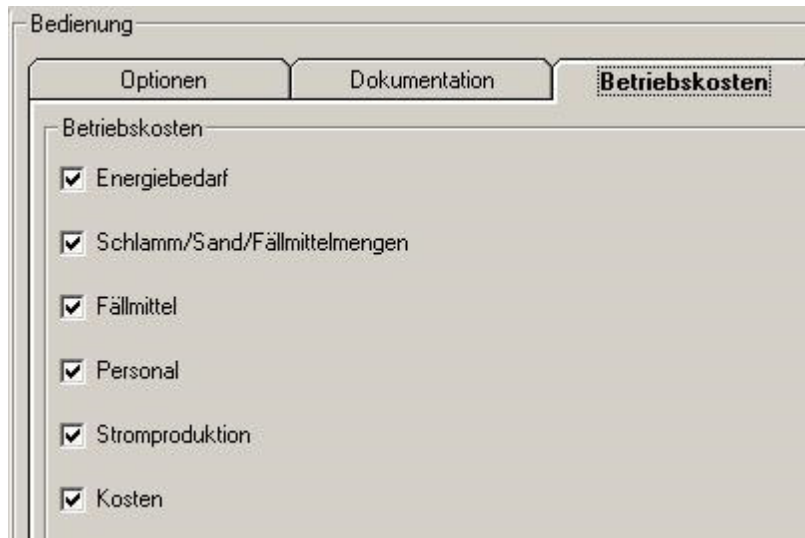 Bedienung
Optionen Dokumentation Betriebskosten
Betriebskosten
Energiebedarf
Schlamm/Sand/Fällmittelmengen
Fällmittel
Personal
Stromproduktion
Kosten